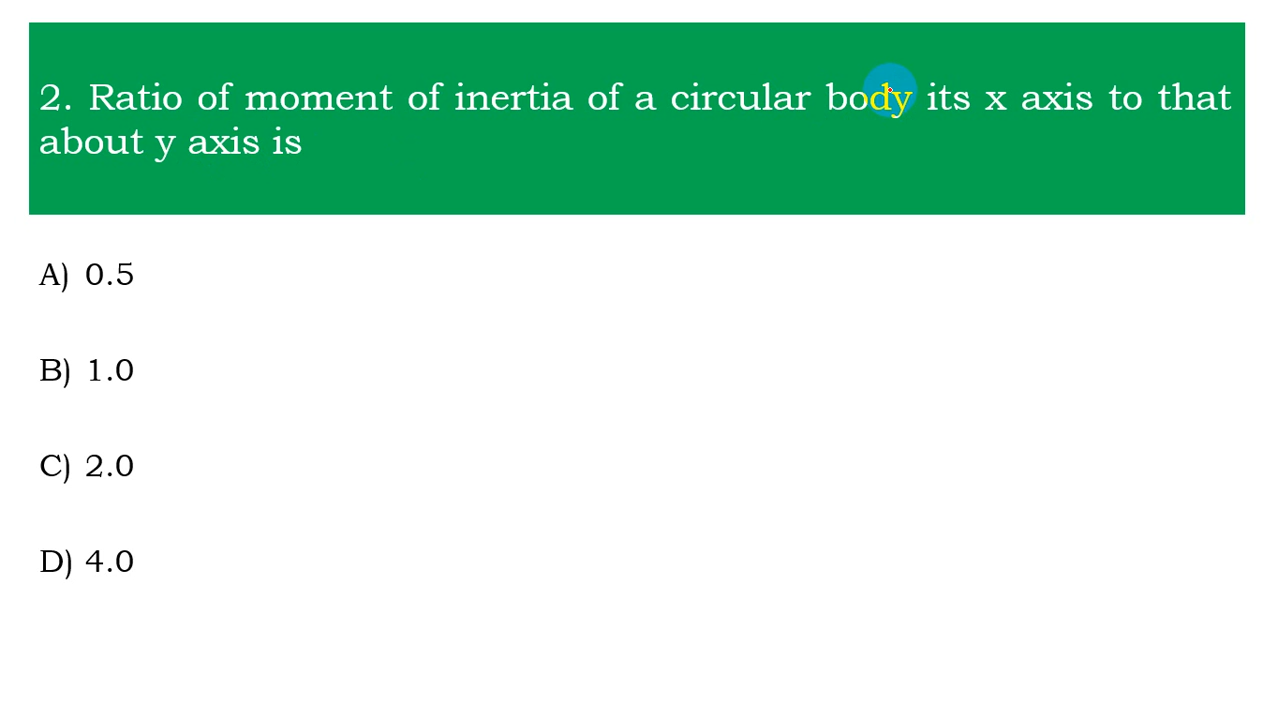 2. Ratio of moment of inertia of a circular body its x axis to that
about y axis is
A) 0.5
B) 1.0
C) 2.0
D) 4.0